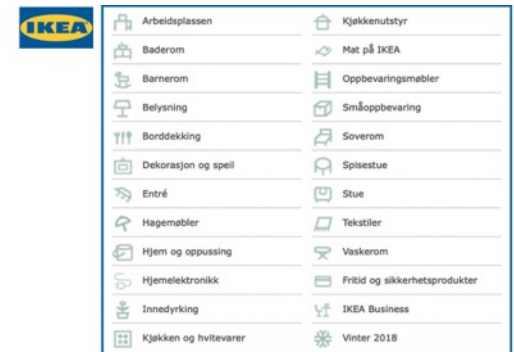 IKEA
Arbeidsplassen
Baderom
Barnerom
Belysning
Borddekking
Dekorasjon og speil
Entré
Hagemøbler
Hjem og oppussing
Hjemelektronikk
Innedyrking
Kjøkken og hvitevarer
Kjøkkenutstyr
Mat på IKEA
Oppbevaringsmøbler
Småoppbevaring
Soverom
Spisestue
Stue
Tekstiler
Vaskerom
Fritid og sikkerhetsprodukter
IKEA Business
Vinter 2018